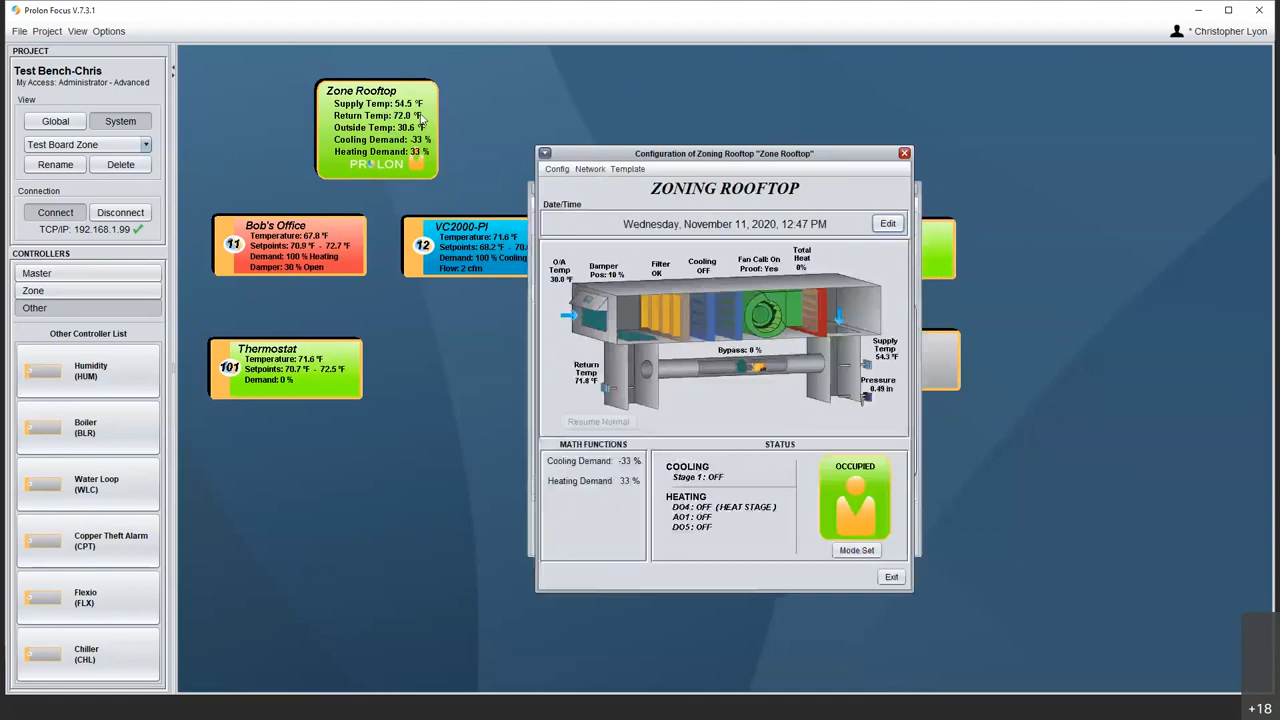 Prolon Focus V.7.3.1
File Project View Options
* Christopher Lyon
PROJECT
Test Bench-Chris
My Access: Administrator - Advanced
View
Global System
Test Board Zone
Rename Delete
Connection
Connect Disconnect
TCP/IP: 192.168.1.99
CONTROLLERS
Master
Zone
Other
Other Controller List
Humidity
(HUM)
Boiler
(BLR)
Water Loop
(WLC)
Copper Theft Alarm
(CPT)
Flexio
(FLX)
Chiller
(CHL)
Zone Rooftop
Supply Temp: 54.5 °F
Return Temp: 72.0 °F
Outside Temp: 30.6 °F
Cooling Demand: -33 %
Heating Demand: 33 %
PROLON
11
Bob's Office
Temperature: 67.8 °F
Setpoints: 70.9 °F - 72.7 °F
Demand: 100 % Heating
Damper: 30 % Open
12
VC2000-PI
Temperature: 71.6 °F
Setpoints: 68.2 °F - 70.
Demand: 100 % Cooling
Flow: 2 cfm
101
Thermostat
Temperature: 71.6 °F
Setpoints: 70.7 °F - 72.5 °F
Demand: 0 %
Configuration of Zoning Rooftop "Zone Rooftop"
Config Network Template
ZONING ROOFTOP
Date/Time
Wednesday, November 11, 2020, 12:47 PM
Edit
O/A
Temp
30.0 °F
Damper
Pos: 10 %
Filter
OK
Cooling
OFF
Fan Call: On
Proof: Yes
Total
Heat
0%
Bypass: 0 %
Return
Temp
71.8 °F
Supply
Temp
54.3 °F
Pressure
0.49 in
Resume Normal
MATH FUNCTIONS
Cooling Demand: -33 %
Heating Demand 33 %
STATUS
COOLING
Stage 1 : OFF
HEATING
DO4 : OFF ( HEAT STAGE )
AO1 : OFF
DO5 : OFF
OCCUPIED
Mode Set
Exit
+18